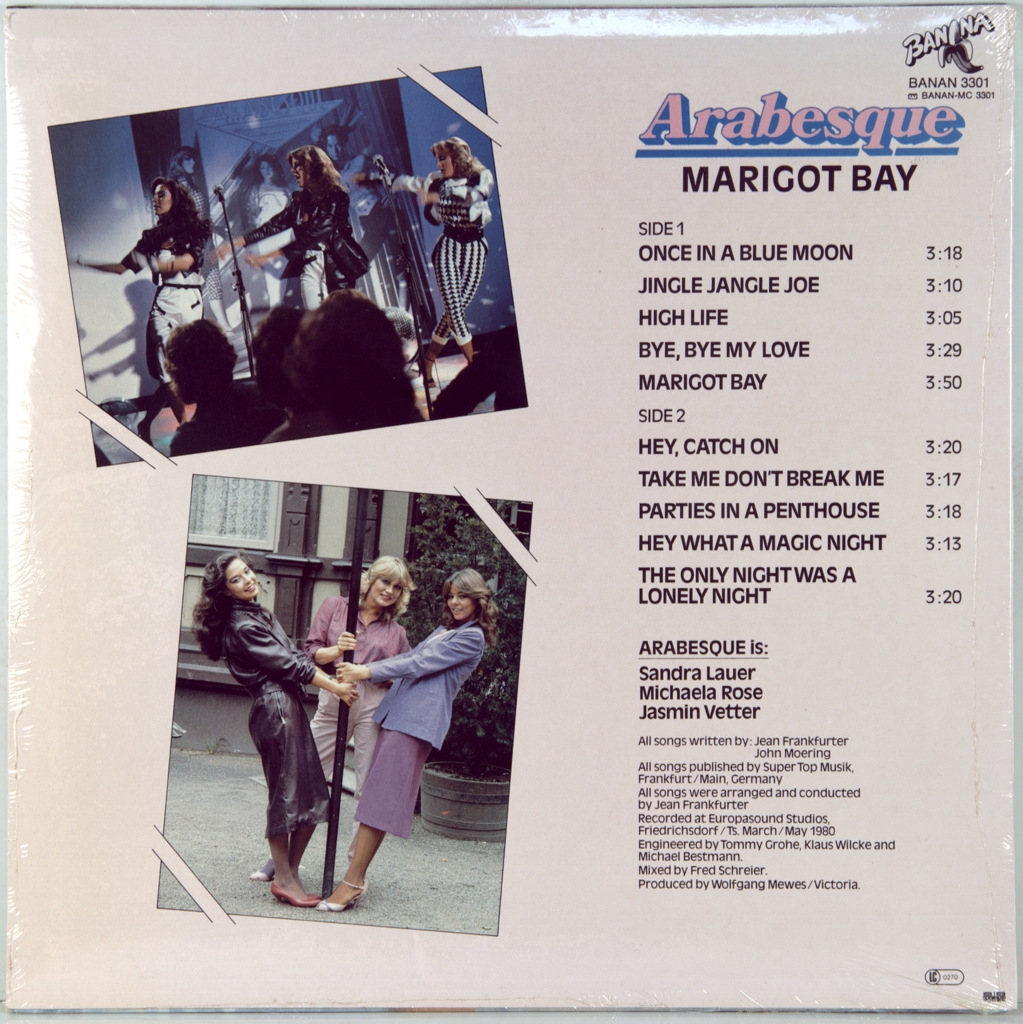 BANANA
BANAN 3301
BANAN-MC 3301
Arabesque
MARIGOT BAY
SIDE 1
ONCE IN A BLUE MOON 3:18
JINGLE JANGLE JOE 3:10
HIGH LIFE 3:05
BYE, BYE MY LOVE 3:29
MARIGOT BAY 3:50
SIDE 2
HEY, CATCH ON 3:20
TAKE ME DON'T BREAK ME 3:17
PARTIES IN A PENTHOUSE 3:18
HEY WHAT A MAGIC NIGHT 3:13
THE ONLY NIGHT WAS A
LONELY NIGHT 3:20
ARABESQUE is:
Sandra Lauer
Michaela Rose
Jasmin Vetter
All songs written by: Jean Frankfurter
John Moering
All songs published by Super Top Musik,
Frankfurt/Main, Germany
All songs were arranged and conducted
by Jean Frankfurter
Recorded at Europasound Studios,
Friedrichsdorf/Ts. March/May 1980
Engineered by Tommy Grohe, Klaus Wilcke and
Michael Bestmann.
Mixed by Fred Schreier.
Produced by Wolfgang Mewes/Victoria.
LC 0270